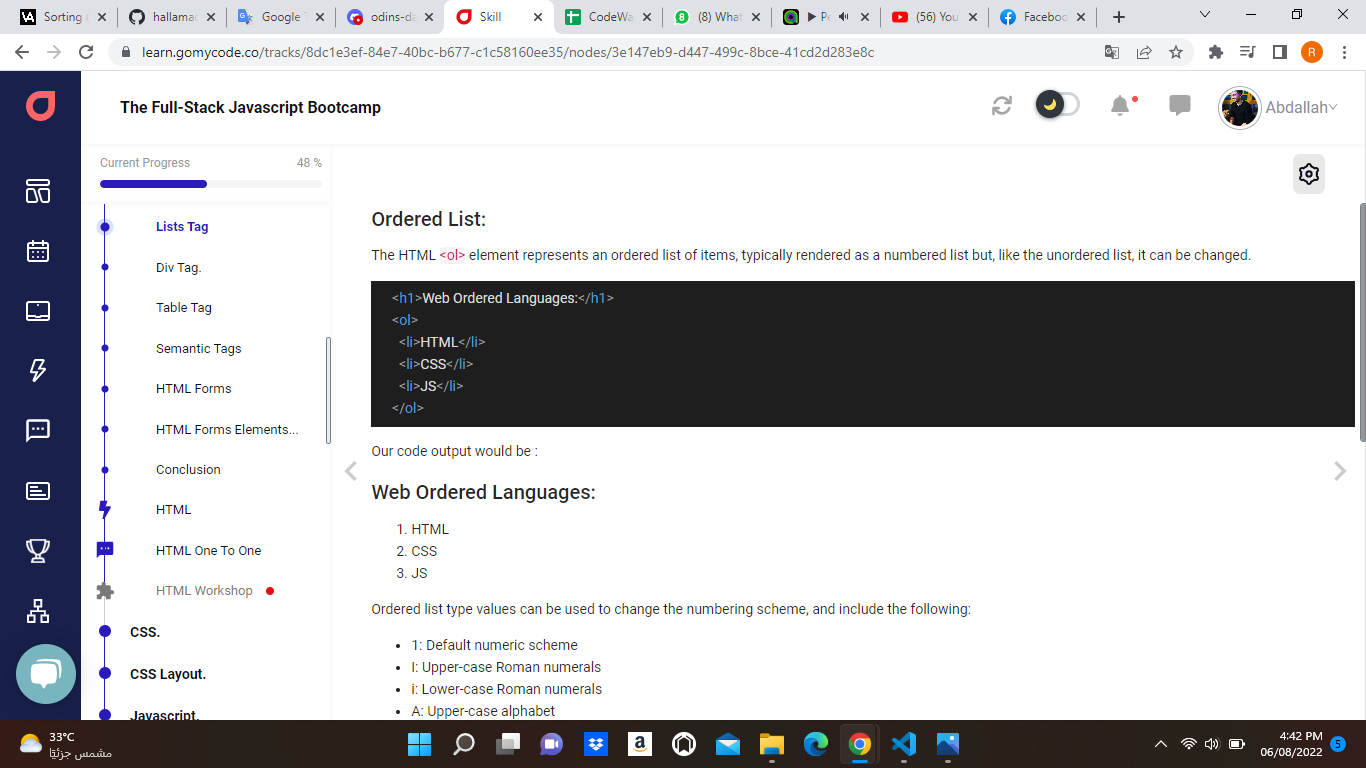 Sorting
hallamac
Google T
odins-da
Skill
CodeWa
(8) What
Pe
(56) You
Faceboo
learn.gomycode.co/tracks/8dc1e3ef-84e7-40bc-b677-c1c58160ee35/nodes/3e147eb9-d447-499c-8bce-41cd2d283e8c
R
The Full-Stack Javascript Bootcamp
Abdallah
Current Progress
48 %
Lists Tag
Div Tag.
Table Tag
Semantic Tags
HTML Forms
HTML Forms Elements...
Conclusion
HTML
HTML One To One
HTML Workshop
CSS.
CSS Layout.
Javascript.
Ordered List:
The HTML <ol> element represents an ordered list of items, typically rendered as a numbered list but, like the unordered list, it can be changed.
<h1>Web Ordered Languages:</h1>
<ol>
<li>HTML</li>
<li>CSS</li>
<li>JS</li>
</ol>
Our code output would be :
Web Ordered Languages:
1. HTML
2. CSS
3. JS
Ordered list type values can be used to change the numbering scheme, and include the following:
• 1: Default numeric scheme
• I: Upper-case Roman numerals
• i: Lower-case Roman numerals
• A: Upper-case alphabet
33°C
مشمس جزئيًا
4:42 PM
06/08/2022
5